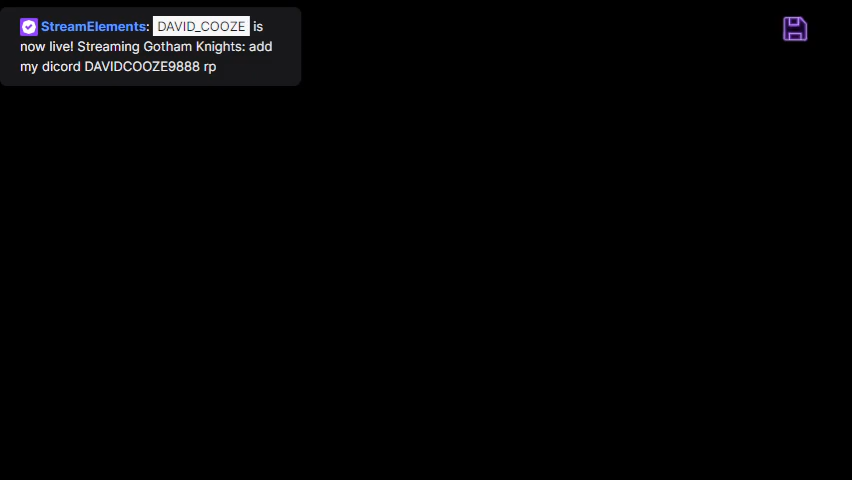 StreamElements: DAVID_COOZE is
now live! Streaming Gotham Knights: add
my dicord DAVIDCOOZE9888 rp